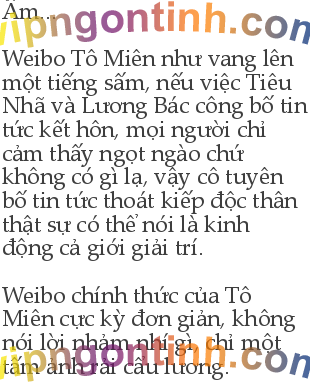 Ầm...
vipngontinh.com
Weibo Tô Miên như vang lên
một tiếng sấm, nếu việc Tiêu
Nhã và Lương Bác công bố tin
tức kết hôn, mọi người chỉ
cảm thấy ngọt ngào chứ
không có gì lạ, vậy cô tuyên
bố tin tức thoát kiếp độc thân
thật sự có thể nói là kinh
động cả giới giải trí.
Weibo chính thức của Tô
Miên cực kỳ đơn giản, không
nói lời nhảm nhí gì, chỉ một
tấm ảnh rải cẩu lương.
vipngontinh.com